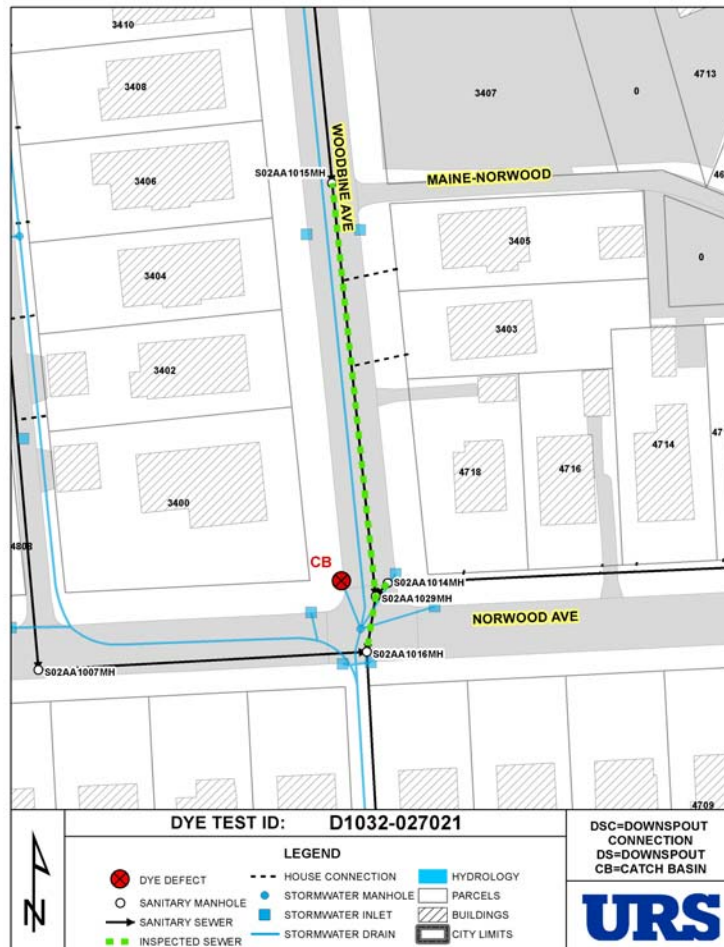 3410
3408
3407
4713
0
46
S02AA1015MH
WOODBINE AVE
MAINE-NORWOOD
3406
3405
3404
0
3403
3402
3400
4718
4716
4714
47
4808
CB
S02AA1014MH
S02AA1029MH
NORWOOD AVE
S02AA1016MH
S02AA1007MH
4709
DYE TEST ID: D1032-027021
LEGEND
DYE DEFECT
SANITARY MANHOLE
SANITARY SEWER
INSPECTED SEWER
HOUSE CONNECTION
STORMWATER MANHOLE
STORMWATER INLET
STORMWATER DRAIN
HYDROLOGY
PARCELS
BUILDINGS
CITY LIMITS
DSC=DOWNSPOUT
CONNECTION
DS=DOWNSPOUT
CB=CATCH BASIN
N
URS